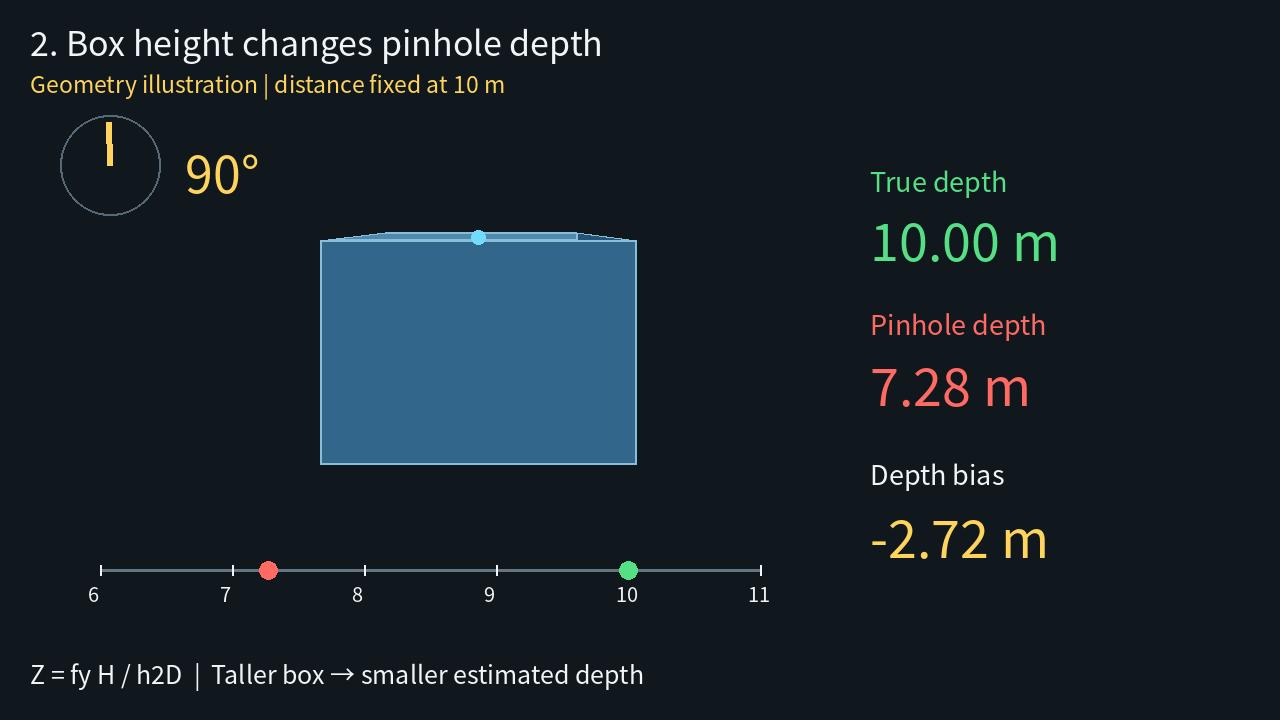 2. Box height changes pinhole depth
Geometry illustration | distance fixed at 10 m
90°
True depth
10.00 m
Pinhole depth
7.28 m
Depth bias
-2.72 m
6 7 8 9 10 11
Z = fy H / h2D | Taller box → smaller estimated depth